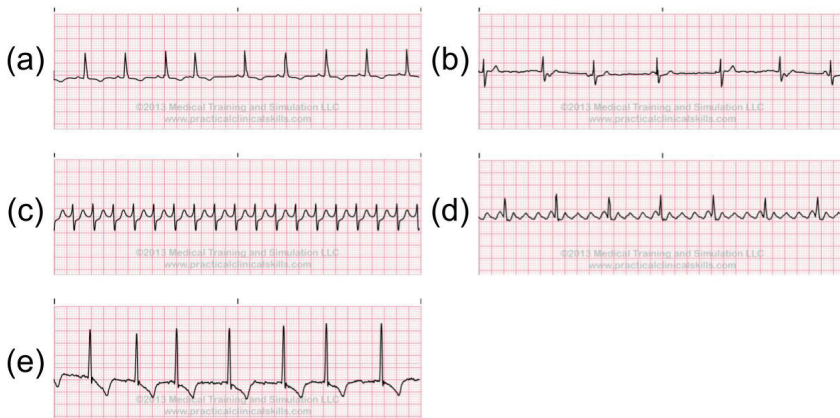 (a)
©2013 Medical Training and Simulation LLC
www.practicalclinicalskills.com
(b)
©2013 Medical Training and Simulation LLC
www.practicalclinicalskills.com
(c)
©2013 Medical Training and Simulation LLC
www.practicalclinicalskills.com
(d)
©2013 Medical Training and Simulation LLC
www.practicalclinicalskills.com
(e)
©2013 Medical Training and Simulation LLC
www.practicalclinicalskills.com